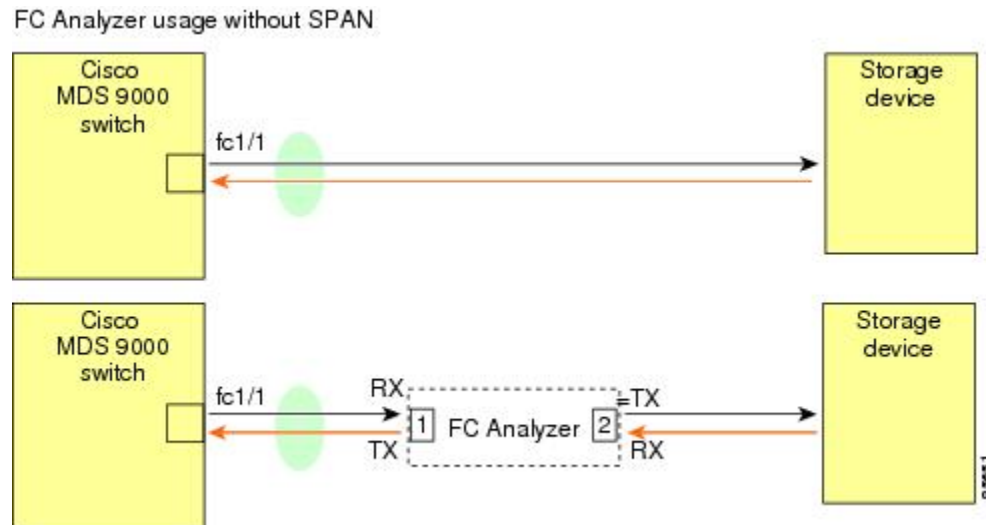 FC Analyzer usage without SPAN
Cisco
MDS 9000
switch
Storage
device
fc1/1
Cisco
MDS 9000
switch
Storage
device
fc1/1
RX
=TX
1
FC Analyzer
2
TX
RX